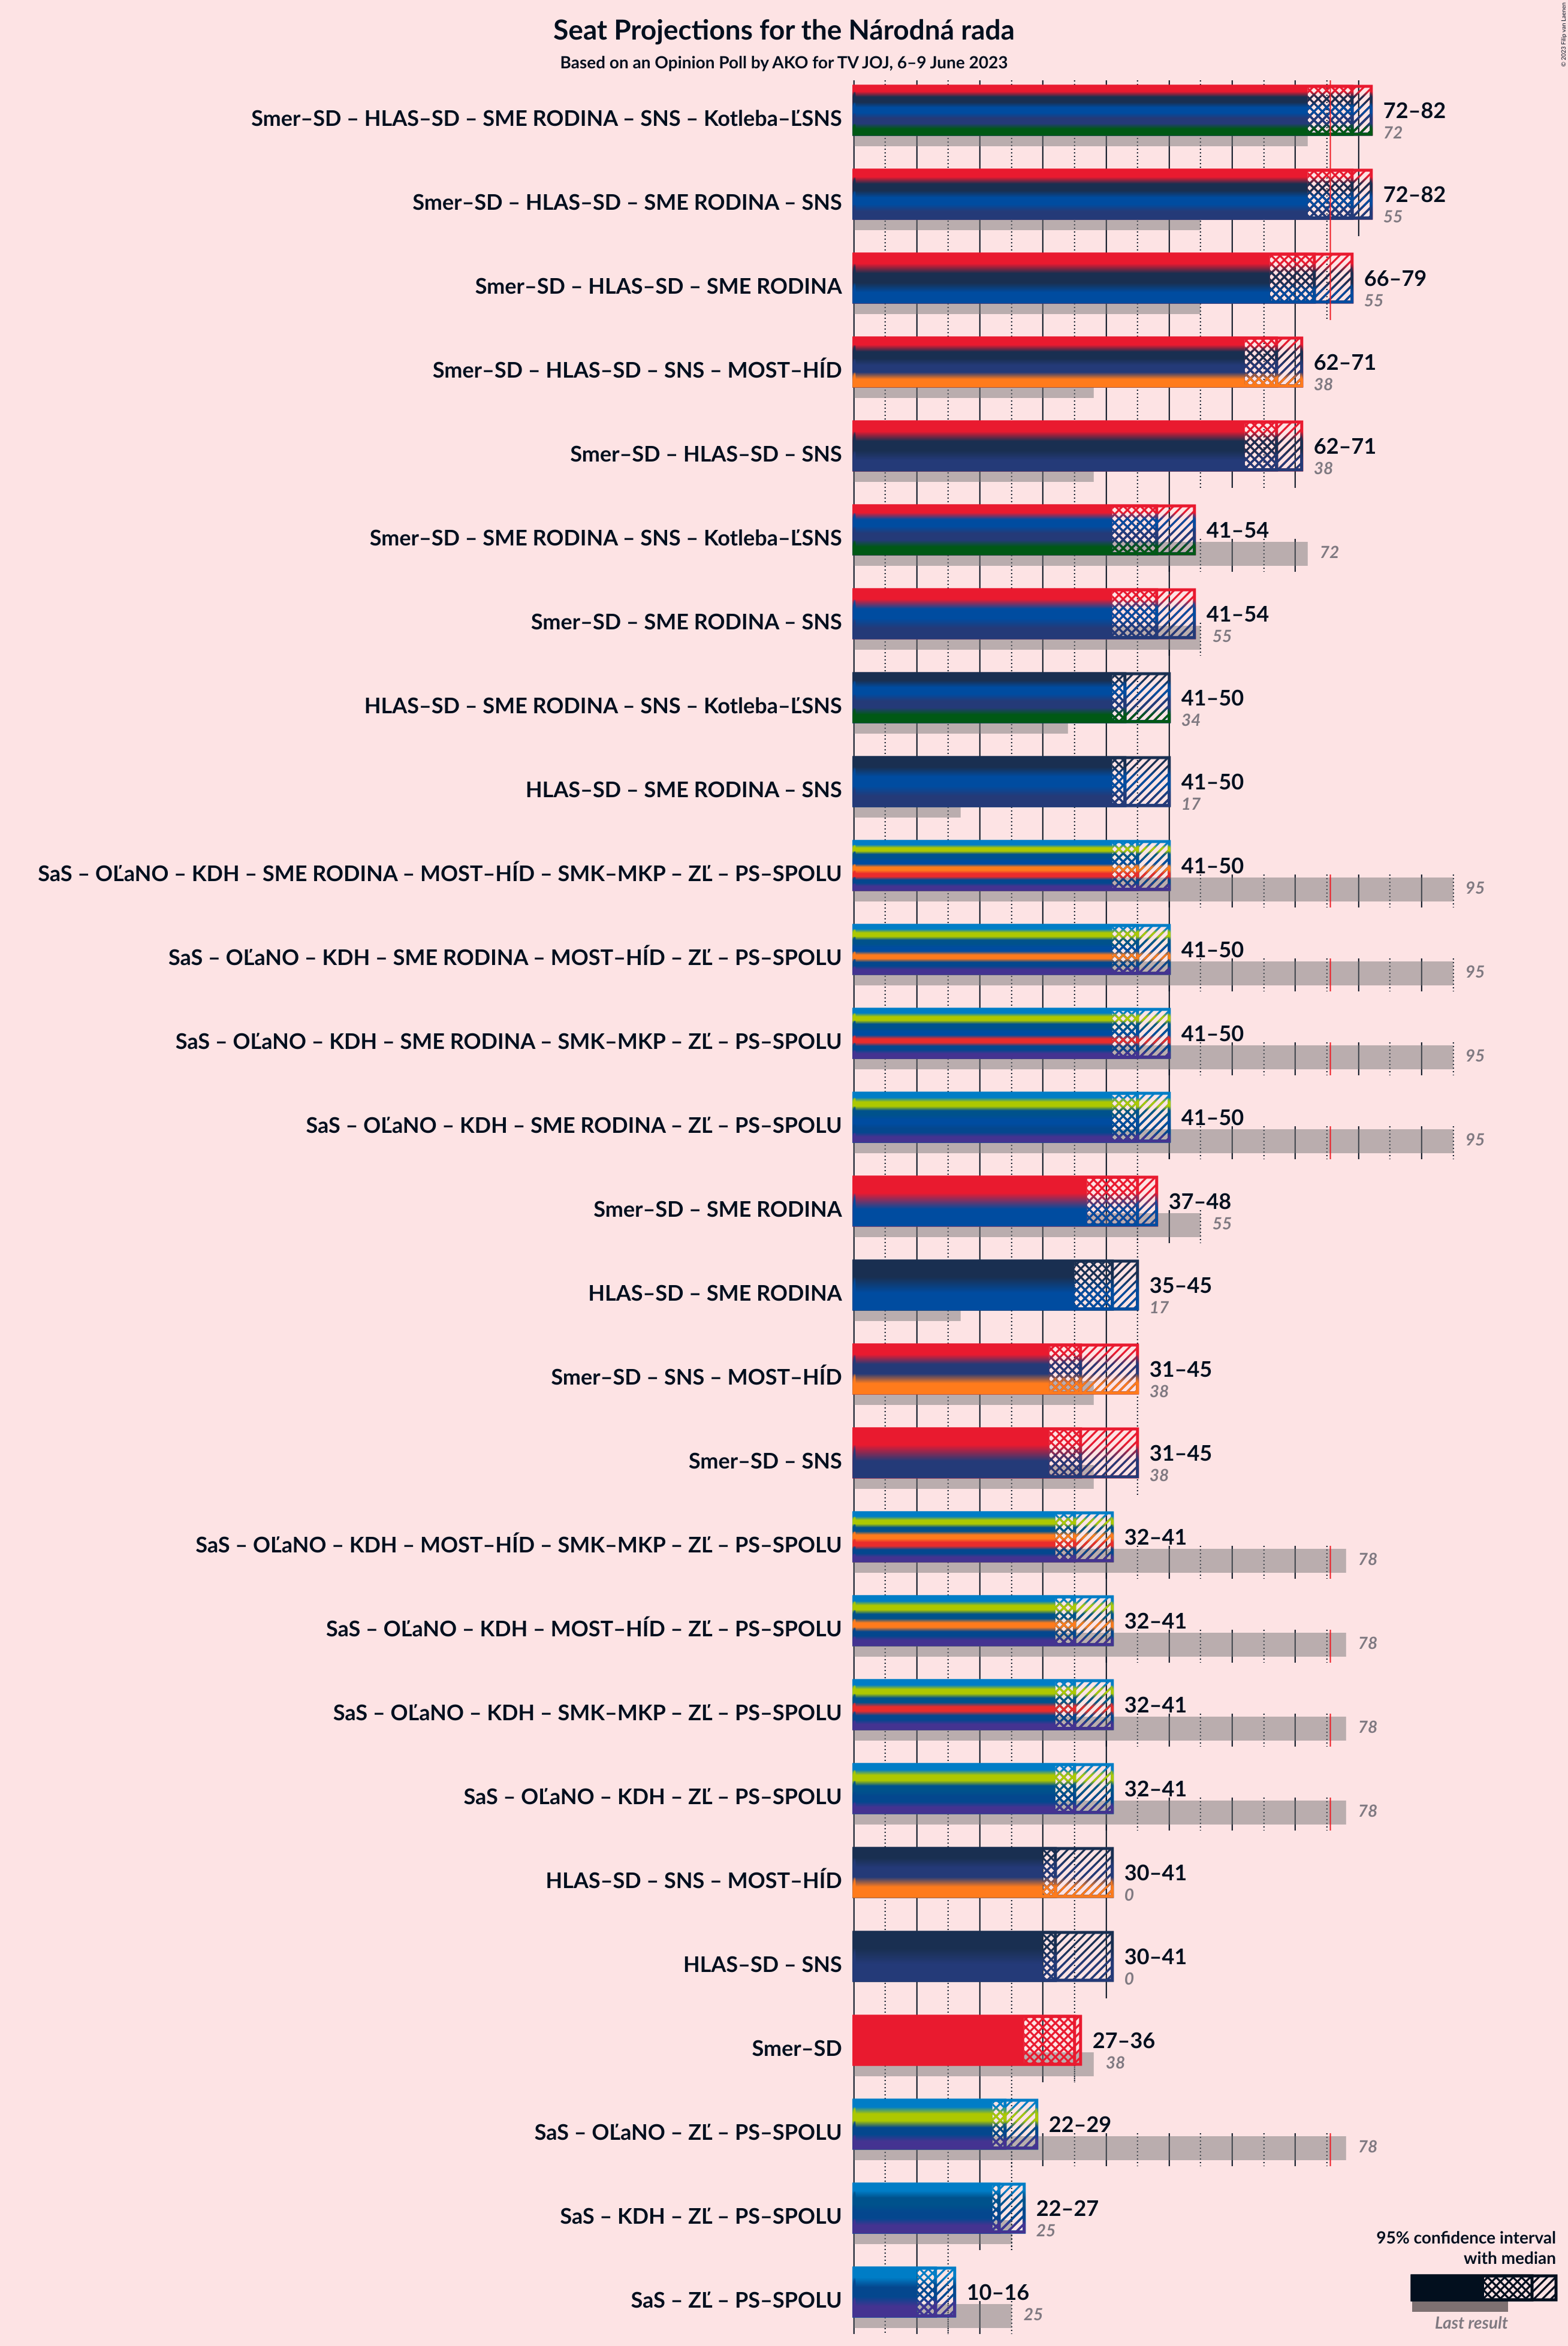 Seat Projections for the Národná rada
Based on an Opinion Poll by AKO for TV JOJ, 6–9 June 2023
© 2023 Filip van Laenen
Smer–SD – HLAS–SD – SME RODINA – SNS – Kotleba–ĽSNS
72–82
72
Smer–SD – HLAS–SD – SME RODINA – SNS
72–82
55
Smer–SD – HLAS–SD – SME RODINA
66–79
55
Smer–SD – HLAS–SD – SNS – MOST–HÍD
62–71
38
Smer–SD – HLAS–SD – SNS
62–71
38
Smer–SD – SME RODINA – SNS – Kotleba–ĽSNS
41–54
72
Smer–SD – SME RODINA – SNS
41–54
55
HLAS–SD – SME RODINA – SNS – Kotleba–ĽSNS
41–50
34
HLAS–SD – SME RODINA – SNS
41–50
17
SaS – OĽaNO – KDH – SME RODINA – MOST–HÍD – SMK–MKP – ZĽ – PS–SPOLU
41–50
95
SaS – OĽaNO – KDH – SME RODINA – MOST–HÍD – ZĽ – PS–SPOLU
41–50
95
SaS – OĽaNO – KDH – SME RODINA – SMK–MKP – ZĽ – PS–SPOLU
41–50
95
SaS – OĽaNO – KDH – SME RODINA – ZĽ – PS–SPOLU
41–50
95
Smer–SD – SME RODINA
37–48
55
HLAS–SD – SME RODINA
35–45
17
Smer–SD – SNS – MOST–HÍD
31–45
38
Smer–SD – SNS
31–45
38
SaS – OĽaNO – KDH – MOST–HÍD – SMK–MKP – ZĽ – PS–SPOLU
32–41
78
SaS – OĽaNO – KDH – MOST–HÍD – ZĽ – PS–SPOLU
32–41
78
SaS – OĽaNO – KDH – SMK–MKP – ZĽ – PS–SPOLU
32–41
78
SaS – OĽaNO – KDH – ZĽ – PS–SPOLU
32–41
78
HLAS–SD – SNS – MOST–HÍD
30–41
0
HLAS–SD – SNS
30–41
0
Smer–SD
27–36
38
SaS – OĽaNO – ZĽ – PS–SPOLU
22–29
78
SaS – KDH – ZĽ – PS–SPOLU
22–27
25
SaS – ZĽ – PS–SPOLU
10–16
25
95% confidence interval
with median
Last result